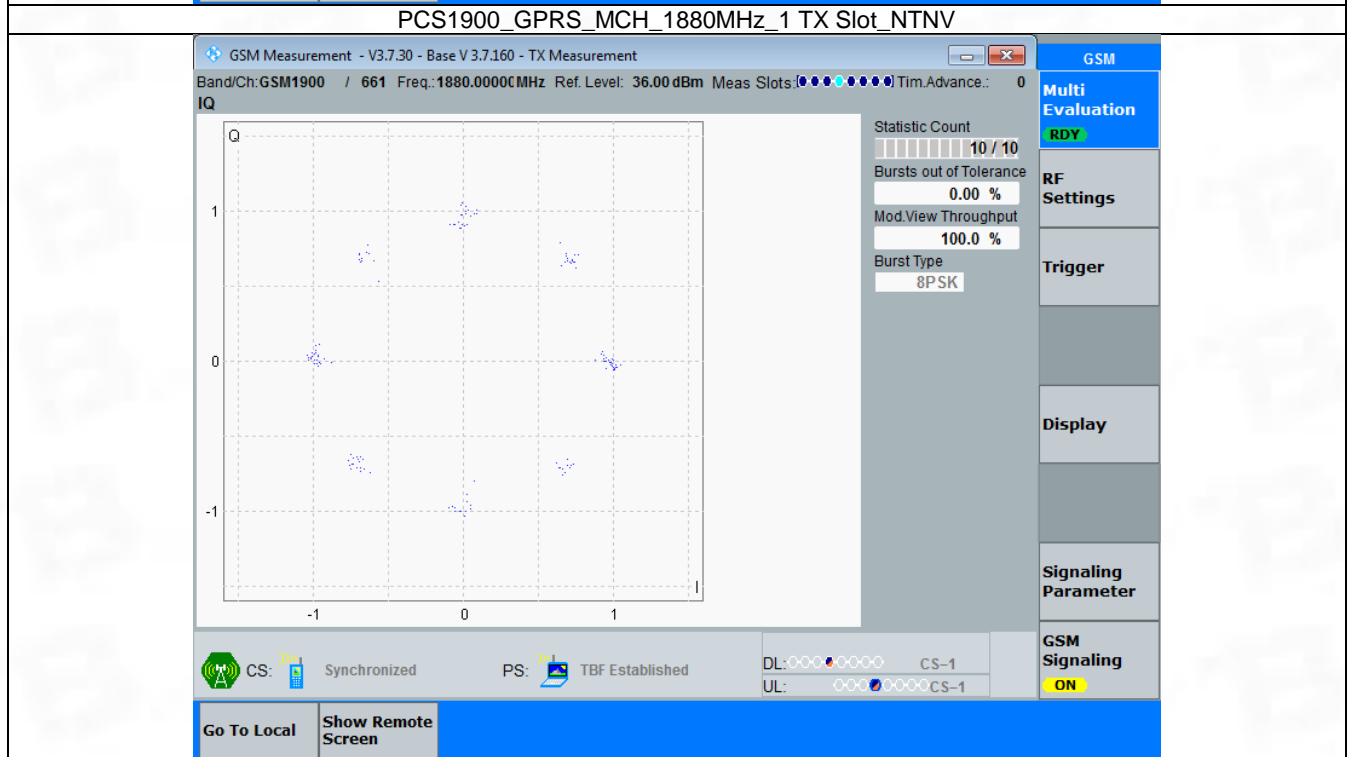 PCS1900_GPRS_MCH_1880MHz_1 TX Slot_NTNV
GSM Measurement - V3.7.30 - Base V 3.7.160 - TX Measurement
GSM
Band/Ch:GSM1900 / 661 Freq.:1880.00000 MHz Ref. Level: 36.00 dBm Meas Slots: Tim.Advance.: 0
IQ
Multi
Evaluation
RDY
Q
Statistic Count
10 / 10
Bursts out of Tolerance
0.00 %
RF
Settings
1
Mod.View Throughput
100.0 %
Burst Type
8PSK
Trigger
0
Display
-1
I
-1 0 1
Signaling
Parameter
GSM
Signaling
ON
CS: Synchronized PS: TBF Established
DL: CS-1
UL: CS-1
Go To Local
Show Remote
Screen